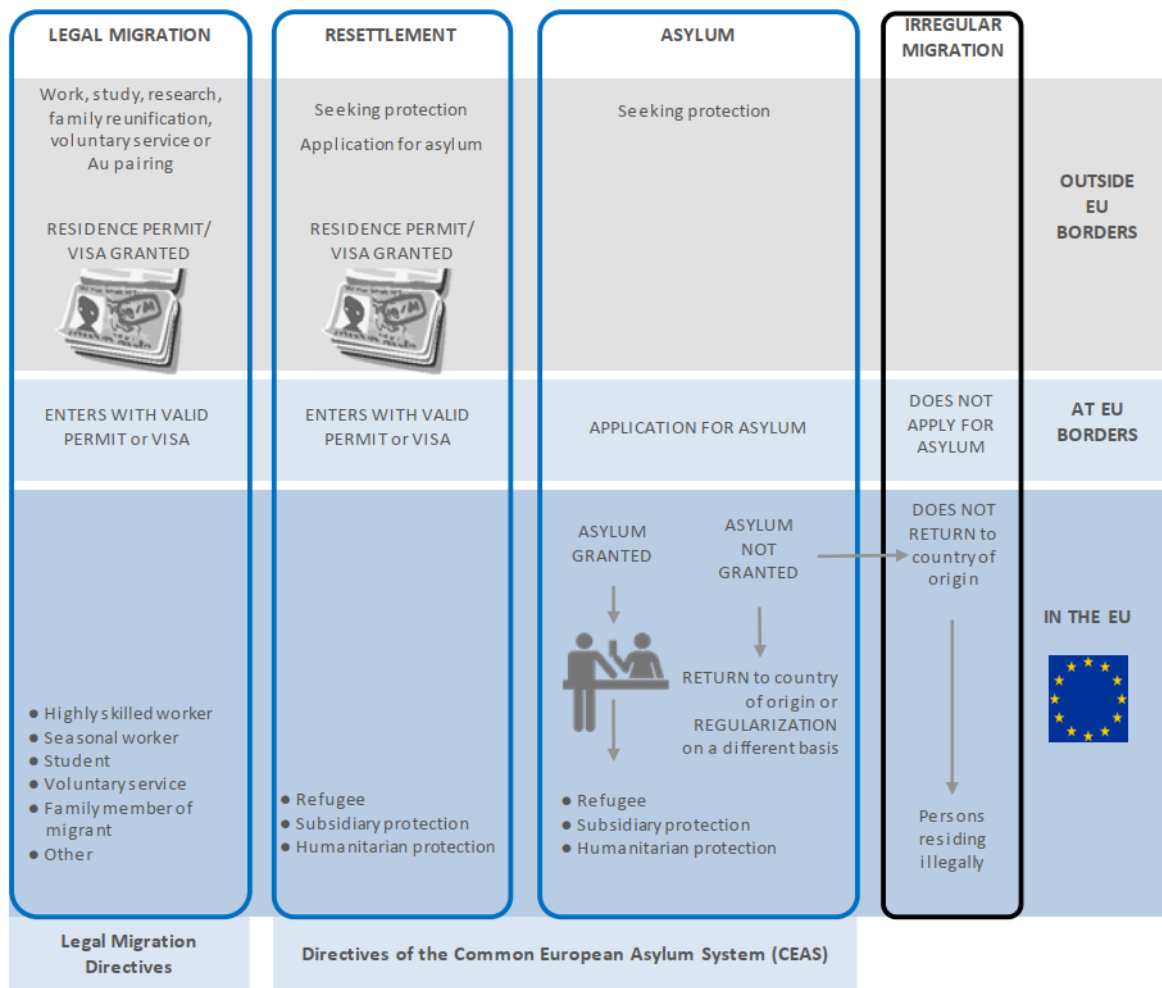 LEGAL MIGRATION
Work, study, research,
family reunification,
voluntary service or
Au pairing
RESIDENCE PERMIT/
VISA GRANTED
ENTERS WITH VALID
PERMIT or VISA
● Highly skilled worker
● Seasonal worker
● Student
● Voluntary service
● Family member of
migrant
● Other
Legal Migration
Directives
RESETTLEMENT
Seeking protection
Application for asylum
RESIDENCE PERMIT/
VISA GRANTED
ENTERS WITH VALID
PERMIT or VISA
● Refugee
● Subsidiary protection
● Humanitarian protection
ASYLUM
Seeking protection
APPLICATION FOR ASYLUM
ASYLUM
GRANTED
ASYLUM
NOT
GRANTED
RETURN to country
of origin or
REGULARIZATION
on a different basis
● Refugee
● Subsidiary protection
● Humanitarian protection
Directives of the Common European Asylum System (CEAS)
IRREGULAR
MIGRATION
DOES NOT
APPLY FOR
ASYLUM
DOES NOT
RETURN to
country of
origin
Persons
residing
illegally
OUTSIDE
EU
BORDERS
AT EU
BORDERS
IN THE EU